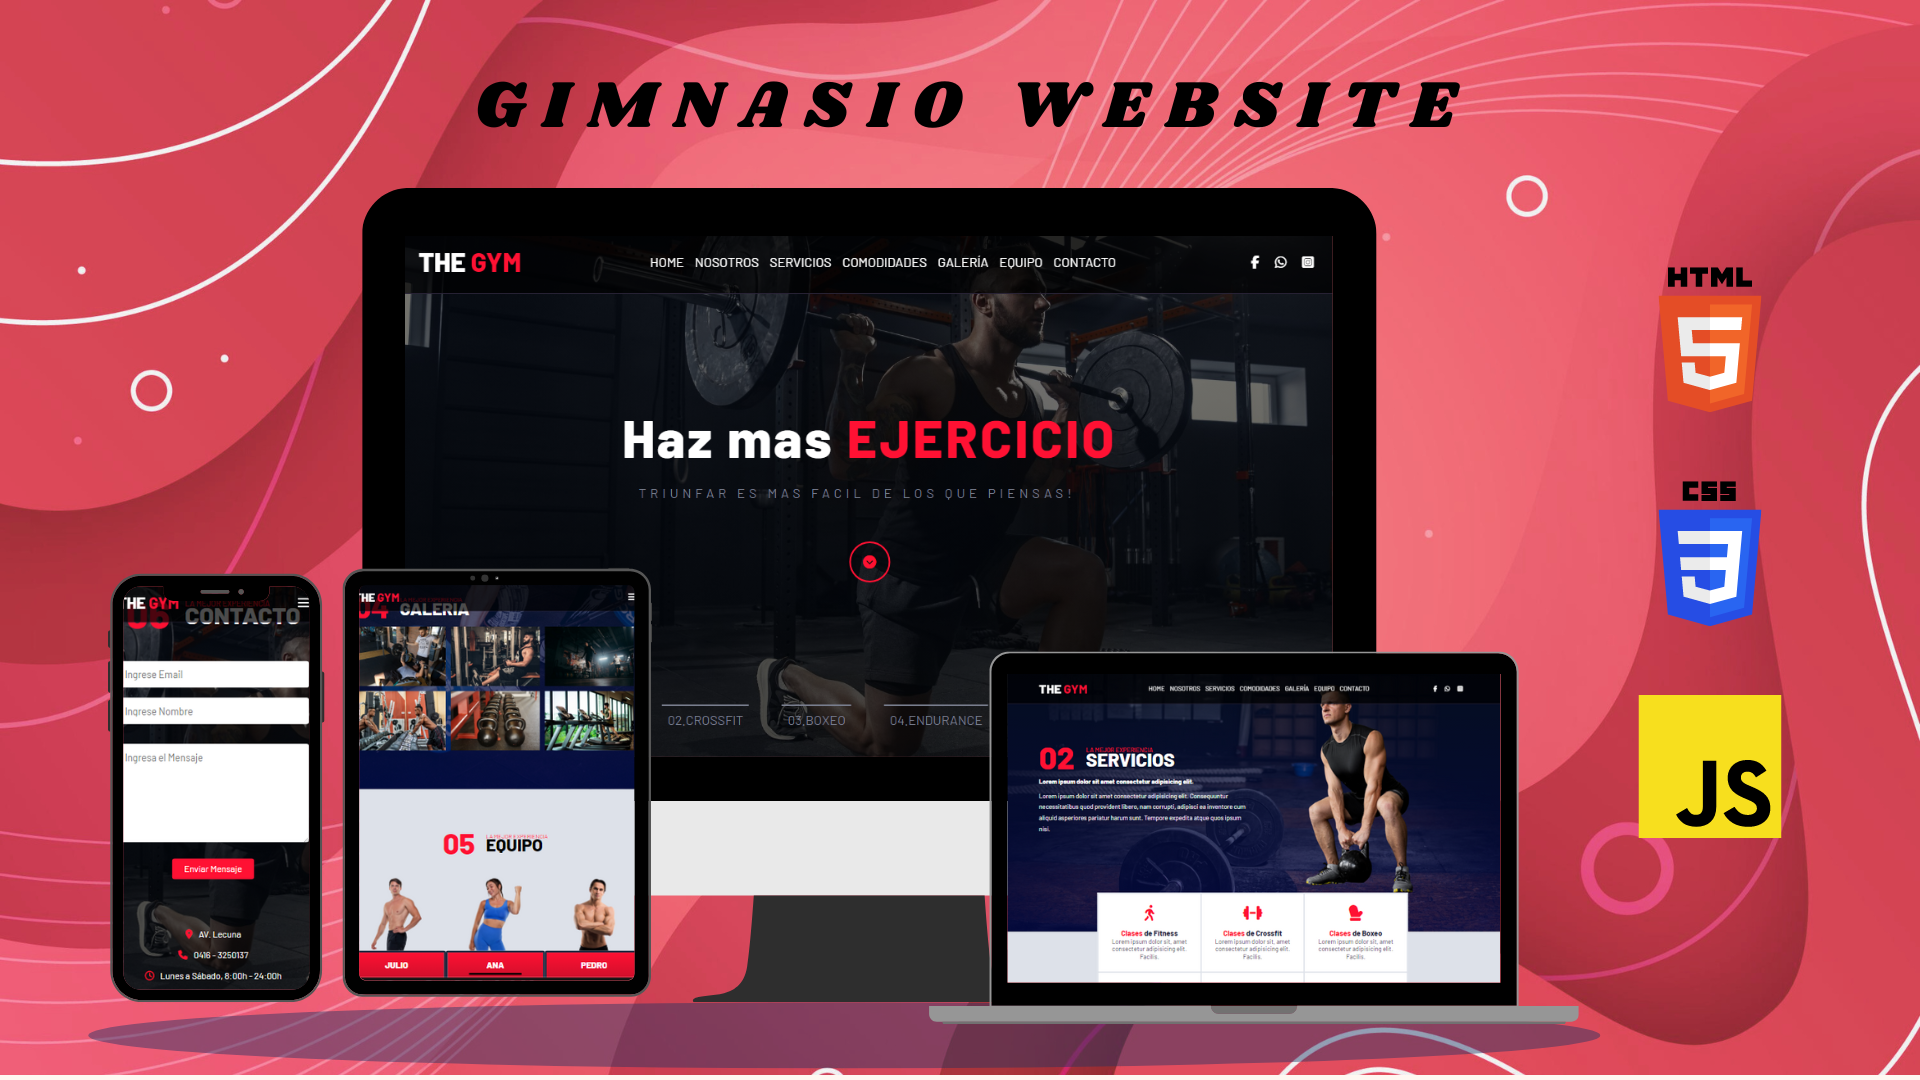 GIMNASIO WEBSITE
THE GYM
HOME NOSOTROS SERVICIOS COMODIDADES GALERÍA EQUIPO CONTACTO
Haz mas EJERCICIO
TRIUNFAR ES MAS FACIL DE LOS QUE PIENSAS!
02,CROSSFIT 03,BOXEO 04,ENDURANCE
HTML
5
CSS
3
JS
THE GYM
06 CONTACTO
Ingrese Email
Ingrese Nombre
Ingresa el Mensaje
Enviar Mensaje
AV. Lecuna
0416 - 3250137
Lunes a Sábado, 8:00h - 24:00h
THE GYM
04 GALERIA
LA MEJOR EXPERIENCIA
05 EQUIPO
JULIO ANA PEDRO
THE GYM
HOME NOSOTROS SERVICIOS COMODIDADES GALERÍA EQUIPO CONTACTO
LA MEJOR EXPERIENCIA
02 SERVICIOS
Lorem ipsum dolor sit amet consectetur adipisicing elit.
Lorem ipsum dolor sit amet consectetur adipisicing elit. Consequuntur
necessitatibus quod provident libero, nam corrupti, adipisci ea inventore cum
aliquid asperiores pariatur harum sunt. Tempore expedita atque quos ipsum
nisi.
Clases de Fitness
Lorem ipsum dolor sit, amet
consectetur adipisicing elit.
Facilis.
Clases de Crossfit
Lorem ipsum dolor sit, amet
consectetur adipisicing elit.
Facilis.
Clases de Boxeo
Lorem ipsum dolor sit, amet
consectetur adipisicing elit.
Facilis.